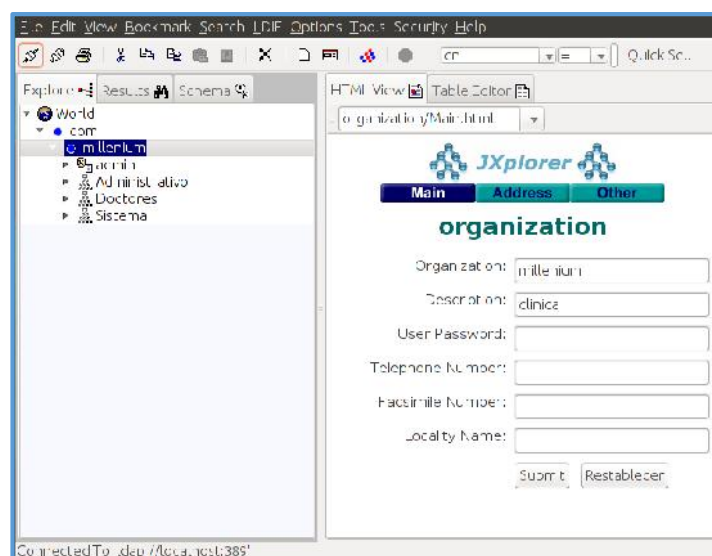 File Edit View Bookmark Search LDIF Options Tools Security Help
cn = Quick Se..
Explore Results Schema
HTML View Table Editor
World
organization/Main.html
com
millenium
admin
Administrativo
Doctores
Sistema
JXplorer
Main Address Other
organization
Organization: millenium
Description: clinica
User Password:
Telephone Number:
Facsimile Number:
Locality Name:
Submit Restablecer
Connected To 'ldap://localhost:389'